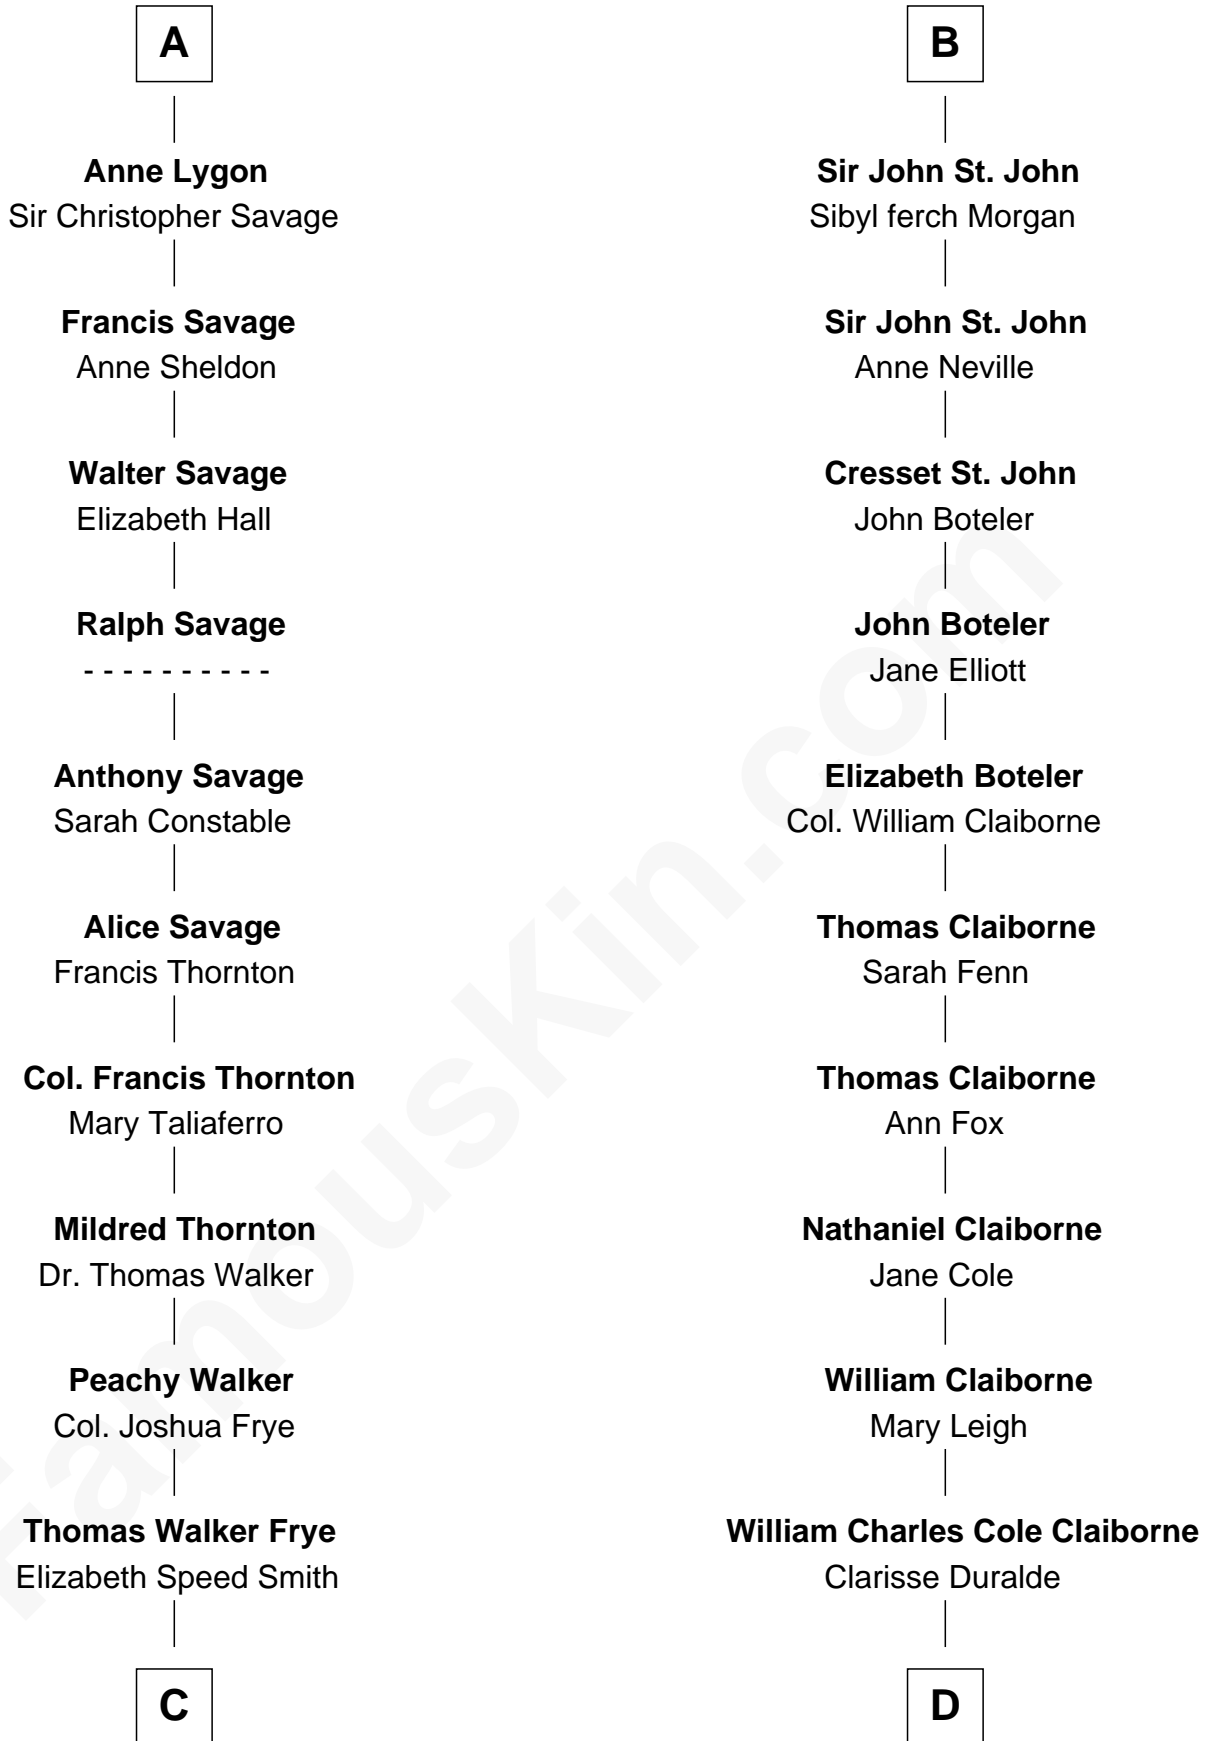 A
Anne Lygon
Sir Christopher Savage
Francis Savage
Anne Sheldon
Walter Savage
Elizabeth Hall
Ralph Savage
- - - - - - - - - -
Anthony Savage
Sarah Constable
Alice Savage
Francis Thornton
Col. Francis Thornton
Mary Taliaferro
Mildred Thornton
Dr. Thomas Walker
Peachy Walker
Col. Joshua Frye
Thomas Walker Frye
Elizabeth Speed Smith
C
B
Sir John St. John
Sibyl ferch Morgan
Sir John St. John
Anne Neville
Cresset St. John
John Boteler
John Boteler
Jane Elliott
Elizabeth Boteler
Col. William Claiborne
Thomas Claiborne
Sarah Fenn
Thomas Claiborne
Ann Fox
Nathaniel Claiborne
Jane Cole
William Claiborne
Mary Leigh
William Charles Cole Claiborne
Clarisse Duralde
D
FamousKin.com